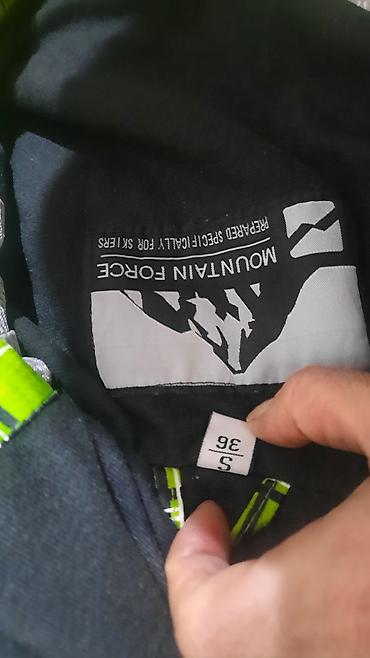 MOUNTAIN FORCE
PREPARED SPECIFICALLY FOR SKIERS
S
36